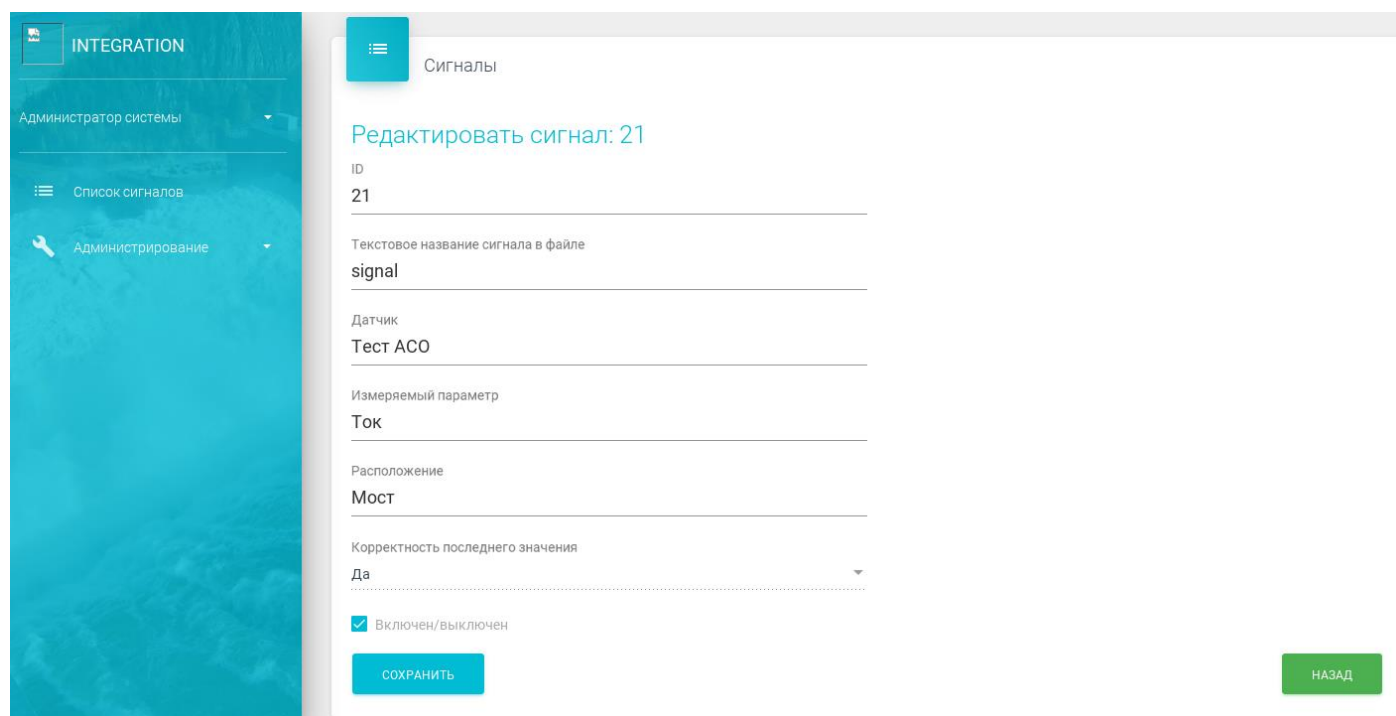 INTEGRATION
Администратор системы
Список сигналов
Администрирование
Сигналы
Редактировать сигнал: 21
ID
21
Текстовое название сигнала в файле
signal
Датчик
Тест АСО
Измеряемый параметр
Ток
Расположение
Мост
Корректность последнего значения
Да
Включен/выключен
СОХРАНИТЬ
НАЗАД